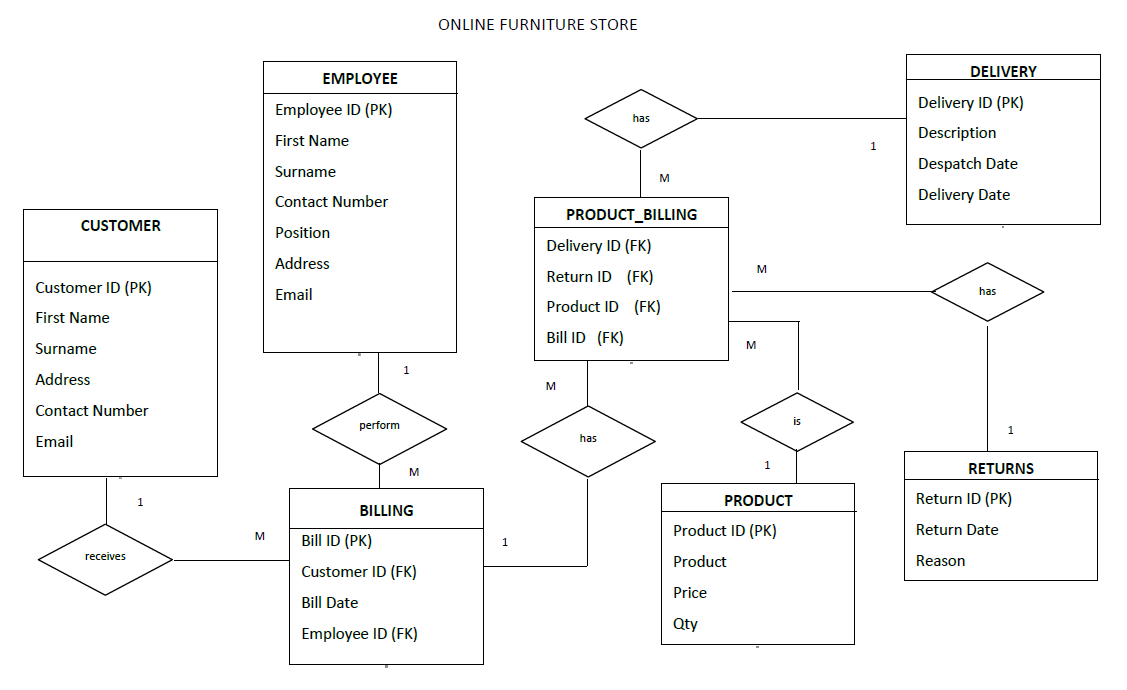 ONLINE FURNITURE STORE
EMPLOYEE
Employee ID (PK)
First Name
Surname
Contact Number
Position
Address
Email
has
1
M
DELIVERY
Delivery ID (PK)
Description
Despatch Date
Delivery Date
CUSTOMER
Customer ID (PK)
First Name
Surname
Address
Contact Number
Email
PRODUCT_BILLING
Delivery ID (FK)
Return ID (FK)
Product ID (FK)
Bill ID (FK)
M
has
1
M
is
1
M
has
1
1
perform
M
1
receives
M
BILLING
Bill ID (PK)
Customer ID (FK)
Bill Date
Employee ID (FK)
PRODUCT
Product ID (PK)
Product
Price
Qty
RETURNS
Return ID (PK)
Return Date
Reason